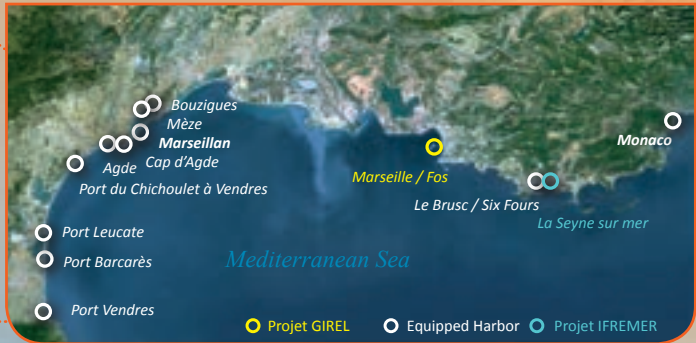 Bouzigues
Mèze
Marseillan
Monaco
Agde
Cap d’Agde
Port du Chichoulet à Vendres
Marseille / Fos
Le Brusc / Six Fours
La Seyne sur mer
Port Leucate
Port Barcarès
Mediterranean Sea
Port Vendres
Projet GIREL
Equipped Harbor
Projet IFREMER